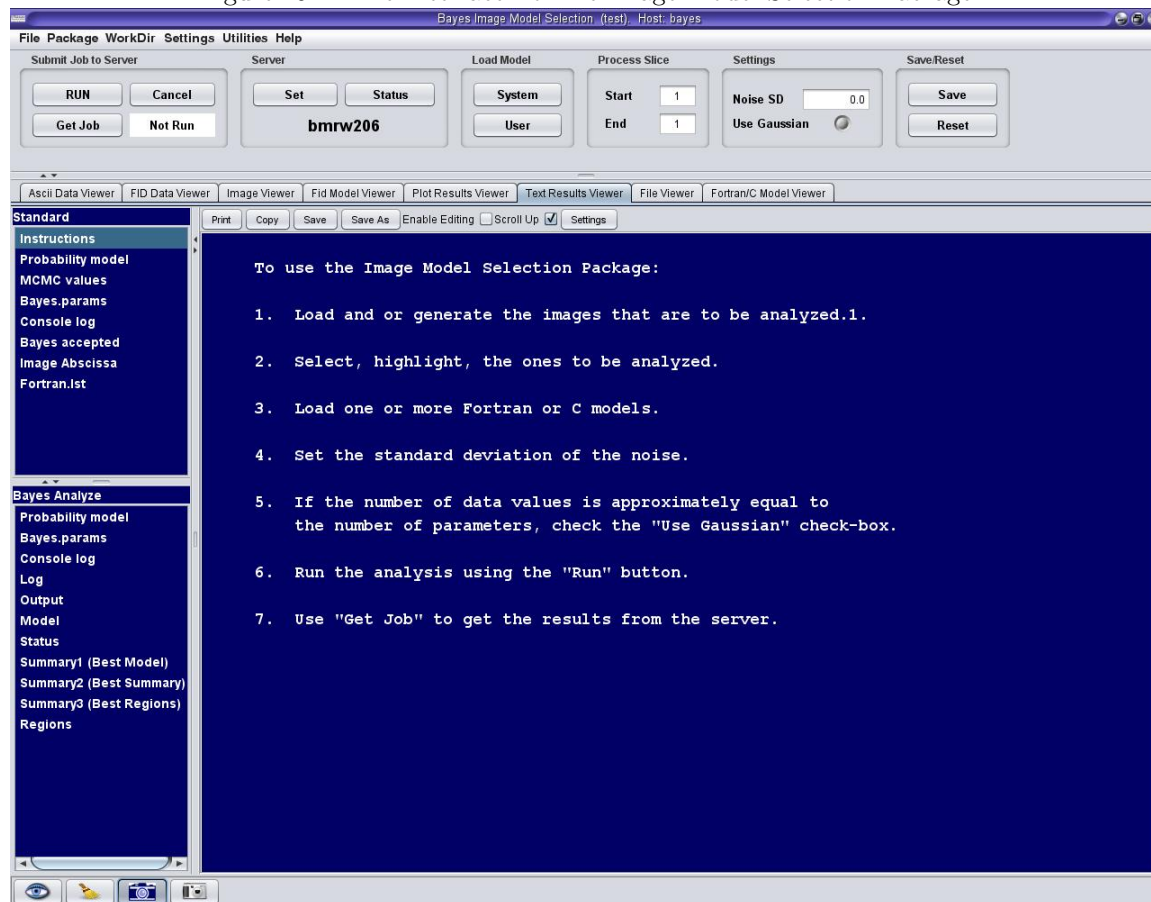 Bayes Image Model Selection (test), Host: bayes
File Package WorkDir Settings Utilities Help
Submit Job to Server Server Load Model Process Slice Settings Save/Reset
RUN Cancel Set Status System Start 1 Noise SD 0.0 Save
Get Job Not Run bmrw206 User End 1 Use Gaussian Reset
Ascii Data Viewer FID Data Viewer Image Viewer Fid Model Viewer Plot Results Viewer Text Results Viewer File Viewer Fortran/C Model Viewer
Standard
Print Copy Save Save As Enable Editing Scroll Up Settings
Instructions
Probability model
MCMC values
Bayes.params
Console log
Bayes accepted
Image Abscissa
Fortran.lst
Bayes Analyze
Probability model
Bayes.params
Console log
Log
Output
Model
Status
Summary1 (Best Model)
Summary2 (Best Summary)
Summary3 (Best Regions)
Regions
To use the Image Model Selection Package:
1. Load and or generate the images that are to be analyzed.1.
2. Select, highlight, the ones to be analyzed.
3. Load one or more Fortran or C models.
4. Set the standard deviation of the noise.
5. If the number of data values is approximately equal to
the number of parameters, check the "Use Gaussian" check-box.
6. Run the analysis using the "Run" button.
7. Use "Get Job" to get the results from the server.